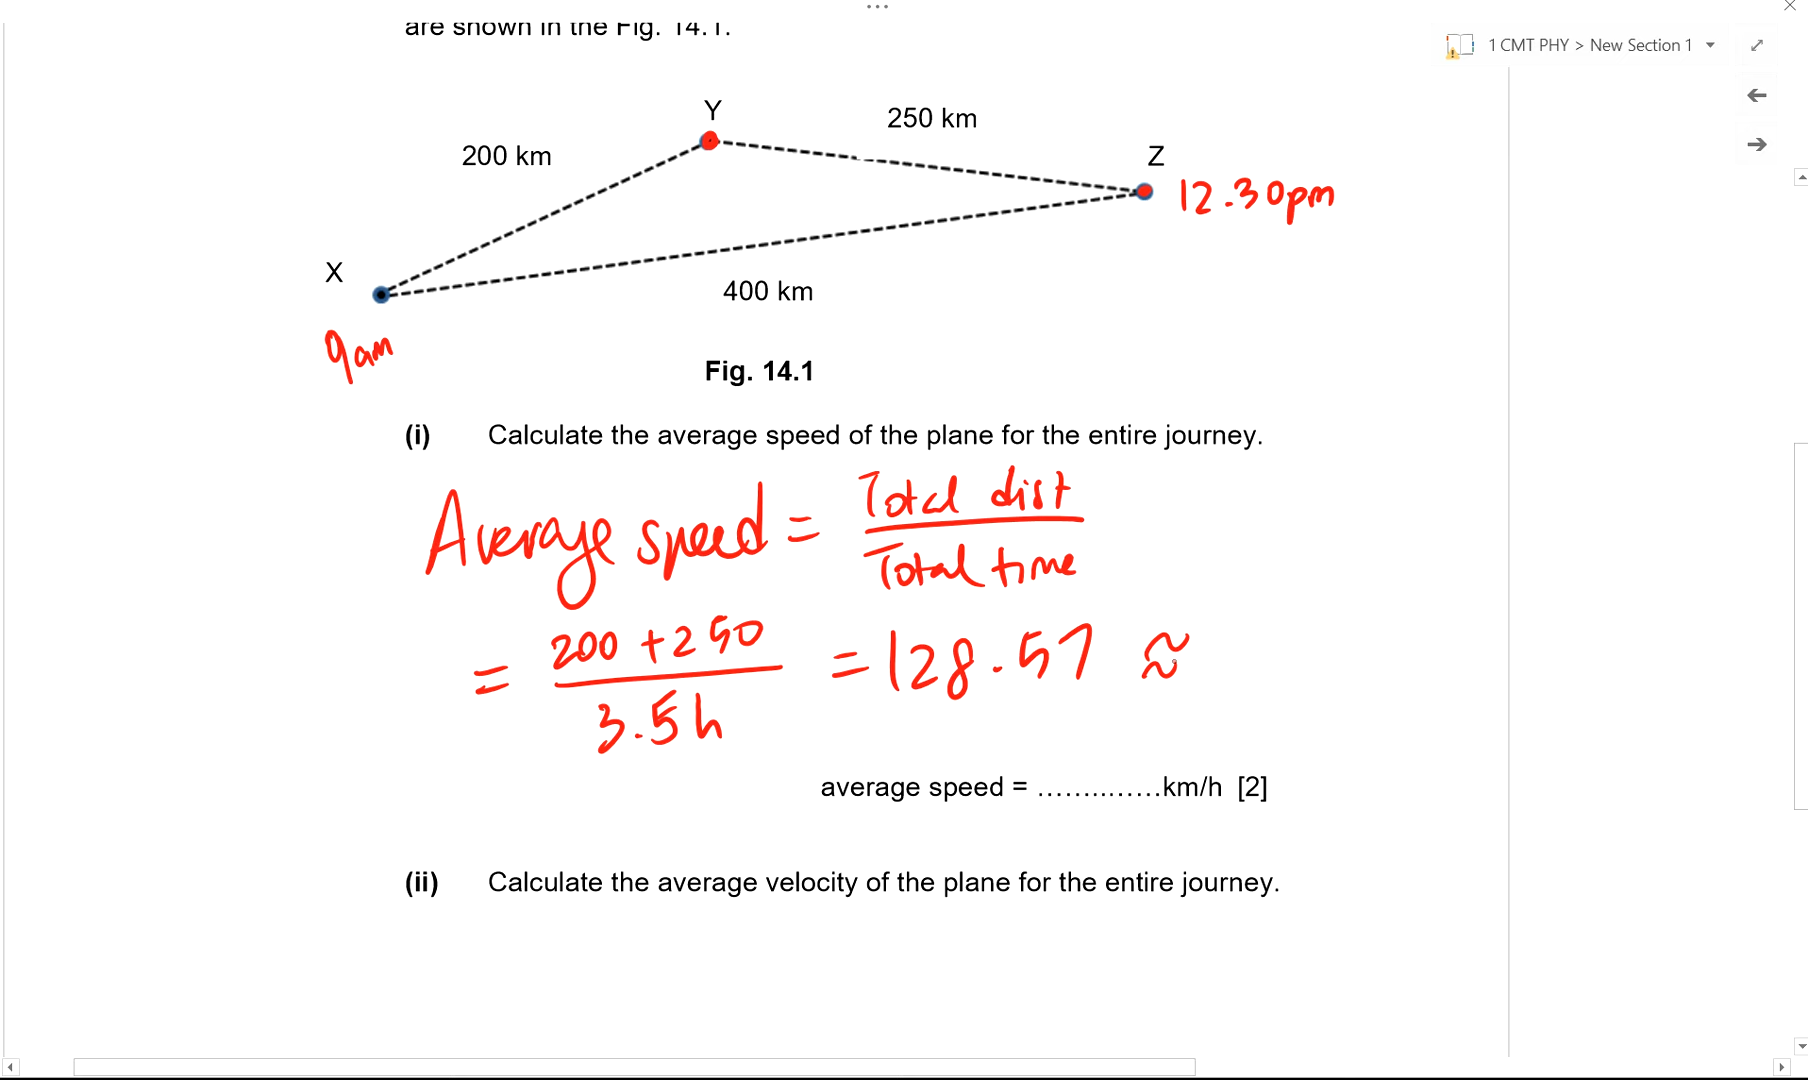 are shown in the Fig. 14.1.
1 CMT PHY > New Section 1
Y
250 km
200 km
Z
12.30pm
X
400 km
9am
Fig. 14.1
(i) Calculate the average speed of the plane for the entire journey.
Average speed = Total dist
Total time
= 200 + 250 = 128.57 ≈
3.5h
average speed = ..............km/h [2]
(ii) Calculate the average velocity of the plane for the entire journey.